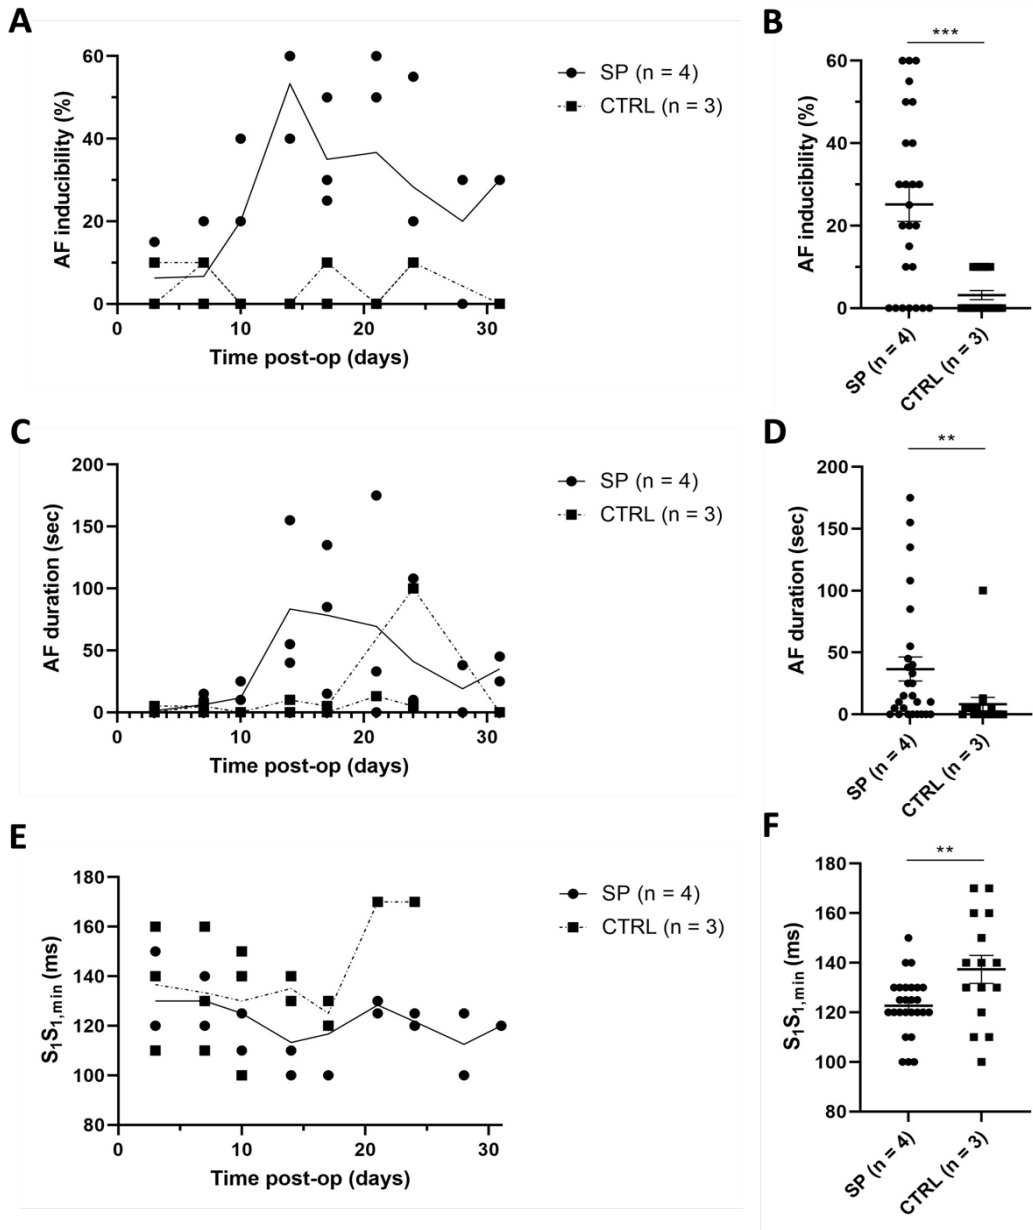 A
60
40
20
0
AF inducibility (%)
0 10 20 30
Time post-op (days)
SP (n = 4)
CTRL (n = 3)
B
***
60
40
20
0
AF inducibility (%)
SP (n = 4)
CTRL (n = 3)
C
200
150
100
50
0
AF duration (sec)
0 10 20 30
Time post-op (days)
SP (n = 4)
CTRL (n = 3)
D
**
200
150
100
50
0
AF duration (sec)
SP (n = 4)
CTRL (n = 3)
E
180
160
140
120
100
80
S₁S₁,min (ms)
0 10 20 30
Time post-op (days)
SP (n = 4)
CTRL (n = 3)
F
**
180
160
140
120
100
80
S₁S₁,min (ms)
SP (n = 4)
CTRL (n = 3)